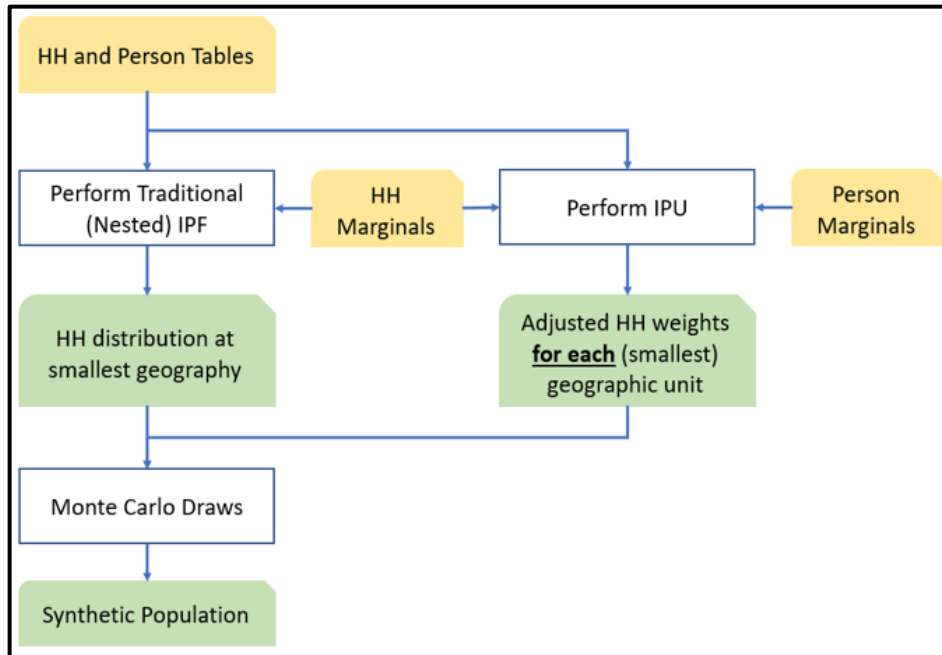 HH and Person Tables
Perform Traditional
(Nested) IPF
HH
Marginals
Perform IPU
Person
Marginals
HH distribution at
smallest geography
Adjusted HH weights
for each (smallest)
geographic unit
Monte Carlo Draws
Synthetic Population